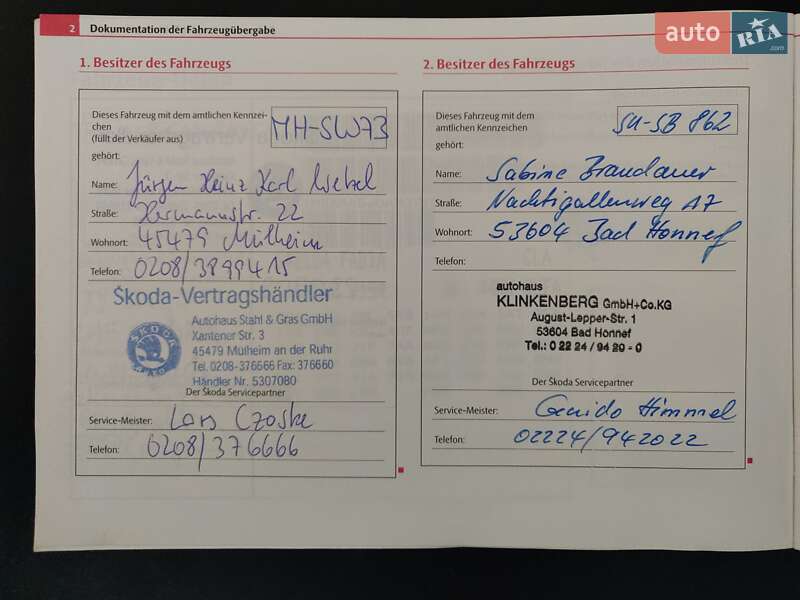 2 Dokumentation der Fahrzeugübergabe
auto RIA .com
1. Besitzer des Fahrzeugs
Dieses Fahrzeug mit dem amtlichen Kennzei-
chen
(füllt der Verkäufer aus)
MH-SW73
gehört:
Name: Jürgen Heinz Karl Wetzel
Straße: Hermannstr. 22
Wohnort: 45479 Mülheim
Telefon: 0208/3899415
Škoda-Vertragshändler
ŠKODA
AUTO
Autohaus Stahl & Gras GmbH
Xantener Str. 3
45479 Mülheim an der Ruhr
Tel. 0208-376666 Fax: 376660
Händler Nr. 5307080
Der Škoda Servicepartner
Service-Meister: Lars Czoske
Telefon: 0208/376666
2. Besitzer des Fahrzeugs
Dieses Fahrzeug mit dem
amtlichen Kennzeichen
SU-SB 862
gehört:
Name: Sabine Brandauer
Straße: Nachtigallenweg 17
Wohnort: 53604 Bad Honnef
Telefon:
autohaus
KLINKENBERG GmbH+Co.KG
August-Lepper-Str. 1
53604 Bad Honnef
Tel.: 0 22 24 / 94 20 - 0
Der Škoda Servicepartner
Service-Meister: Guido Himmel
Telefon: 02224/942022